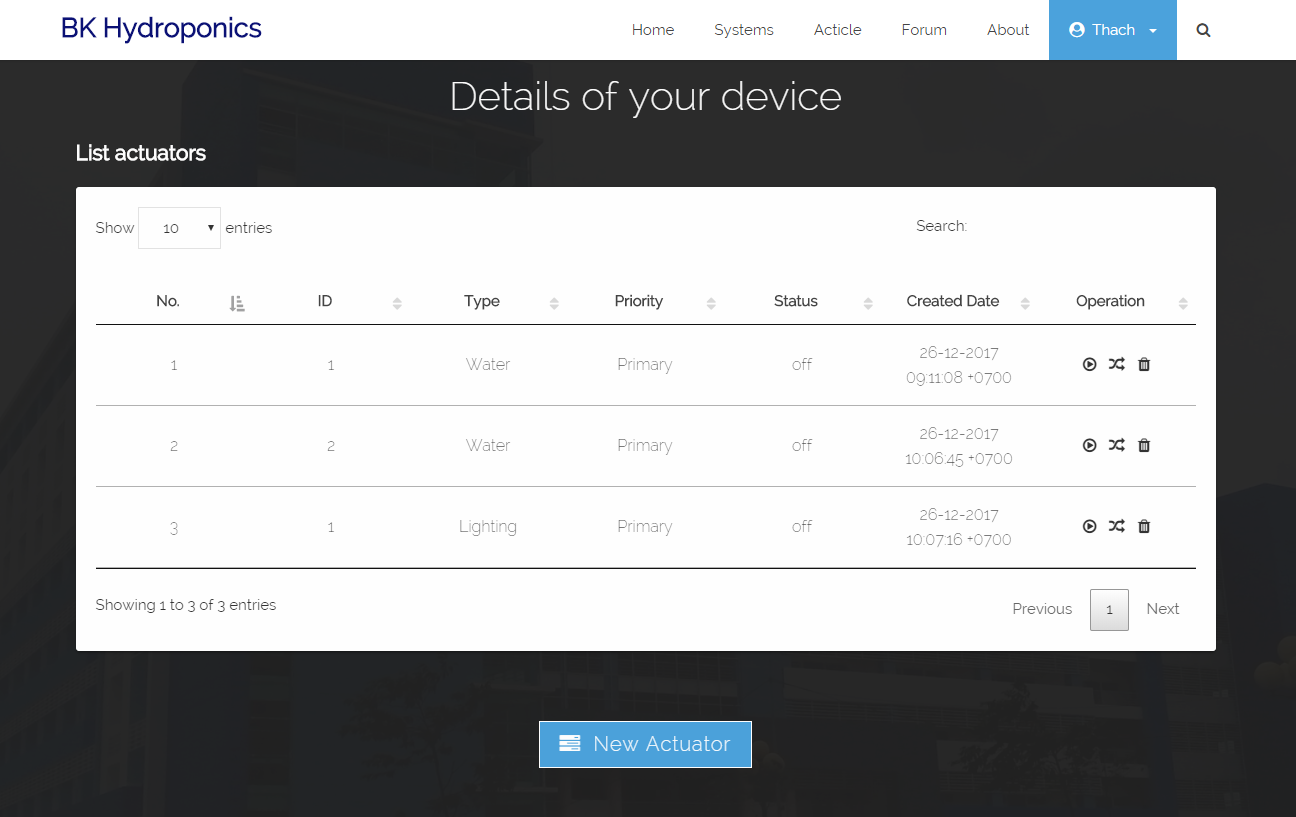 BK Hydroponics Home Systems Acticle Forum About Thach
Details of your device
List actuators
Show 10 entries Search:
No. ID Type Priority Status Created Date Operation
1 1 Water Primary off 26-12-2017
09:11:08 +0700
2 2 Water Primary off 26-12-2017
10:06:45 +0700
3 1 Lighting Primary off 26-12-2017
10:07:16 +0700
Showing 1 to 3 of 3 entries Previous 1 Next
New Actuator